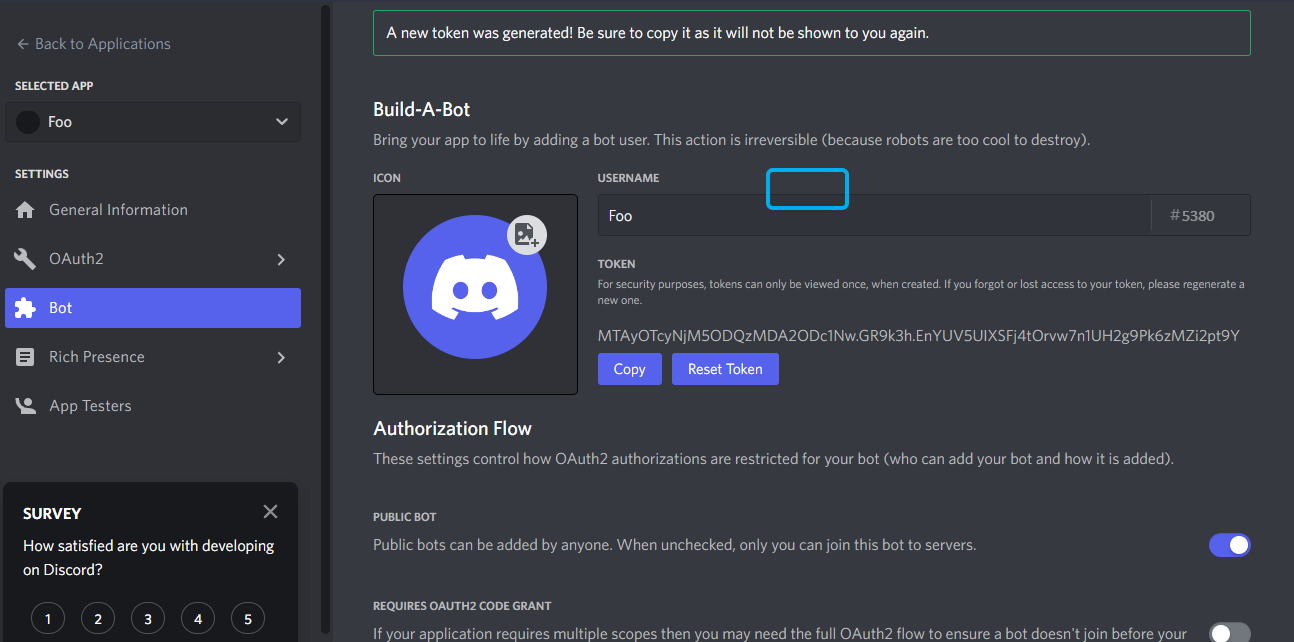 ← Back to Applications
SELECTED APP
Foo
SETTINGS
General Information
OAuth2
Bot
Rich Presence
App Testers
SURVEY
How satisfied are you with developing
on Discord?
1 2 3 4 5
A new token was generated! Be sure to copy it as it will not be shown to you again.
Build-A-Bot
Bring your app to life by adding a bot user. This action is irreversible (because robots are too cool to destroy).
ICON
USERNAME
Foo #5380
TOKEN
For security purposes, tokens can only be viewed once, when created. If you forgot or lost access to your token, please regenerate a
new one.
MTAyOTcyNjM5ODQzMDA2ODc1Nw.GR9k3h.EnYUV5UIXSFj4tOrvw7n1UH2g9Pk6zMZi2pt9Y
Copy Reset Token
Authorization Flow
These settings control how OAuth2 authorizations are restricted for your bot (who can add your bot and how it is added).
PUBLIC BOT
Public bots can be added by anyone. When unchecked, only you can join this bot to servers.
REQUIRES OAUTH2 CODE GRANT
If your application requires multiple scopes then you may need the full OAuth2 flow to ensure a bot doesn't join before your